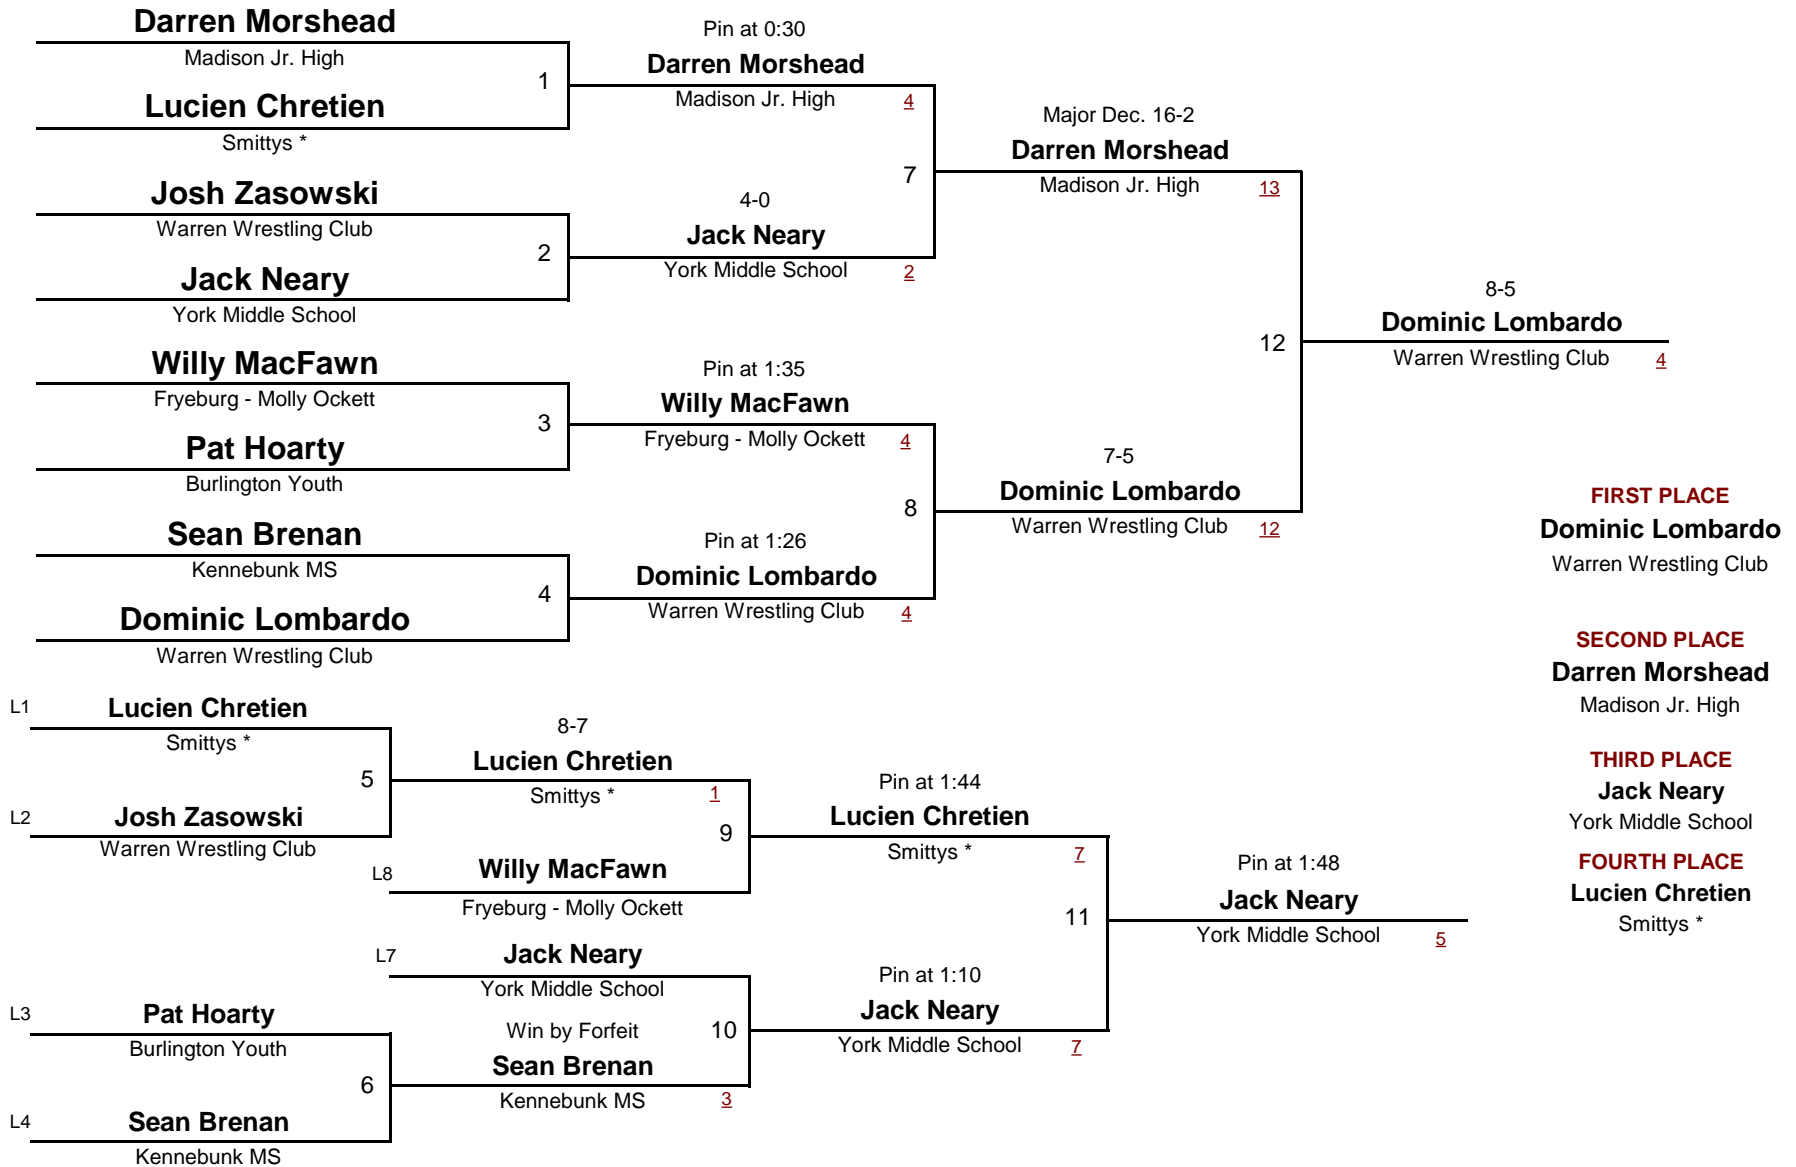 Darren Morshead
Madison Jr. High
1
Lucien Chretien
Smittys *
Josh Zasowski
Warren Wrestling Club
2
Jack Neary
York Middle School
Willy MacFawn
Fryeburg - Molly Ockett
3
Pat Hoarty
Burlington Youth
Sean Brenan
Kennebunk MS
4
Dominic Lombardo
Warren Wrestling Club
Pin at 0:30
Darren Morshead
Madison Jr. High 4
7
4-0
Jack Neary
York Middle School 2
Pin at 1:35
Willy MacFawn
Fryeburg - Molly Ockett 4
8
Pin at 1:26
Dominic Lombardo
Warren Wrestling Club 4
Major Dec. 16-2
Darren Morshead
Madison Jr. High 13
12
7-5
Dominic Lombardo
Warren Wrestling Club 12
8-5
Dominic Lombardo
Warren Wrestling Club 4
L1 Lucien Chretien
Smittys *
5
L2 Josh Zasowski
Warren Wrestling Club
8-7
Lucien Chretien
Smittys * 1
9
L8 Willy MacFawn
Fryeburg - Molly Ockett
L7 Jack Neary
York Middle School
Win by Forfeit 10
Sean Brenan
Kennebunk MS 3
L3 Pat Hoarty
Burlington Youth
6
L4 Sean Brenan
Kennebunk MS
Pin at 1:44
Lucien Chretien
Smittys * 7
11
Pin at 1:10
Jack Neary
York Middle School 7
Pin at 1:48
Jack Neary
York Middle School 5
FIRST PLACE
Dominic Lombardo
Warren Wrestling Club
SECOND PLACE
Darren Morshead
Madison Jr. High
THIRD PLACE
Jack Neary
York Middle School
FOURTH PLACE
Lucien Chretien
Smittys *